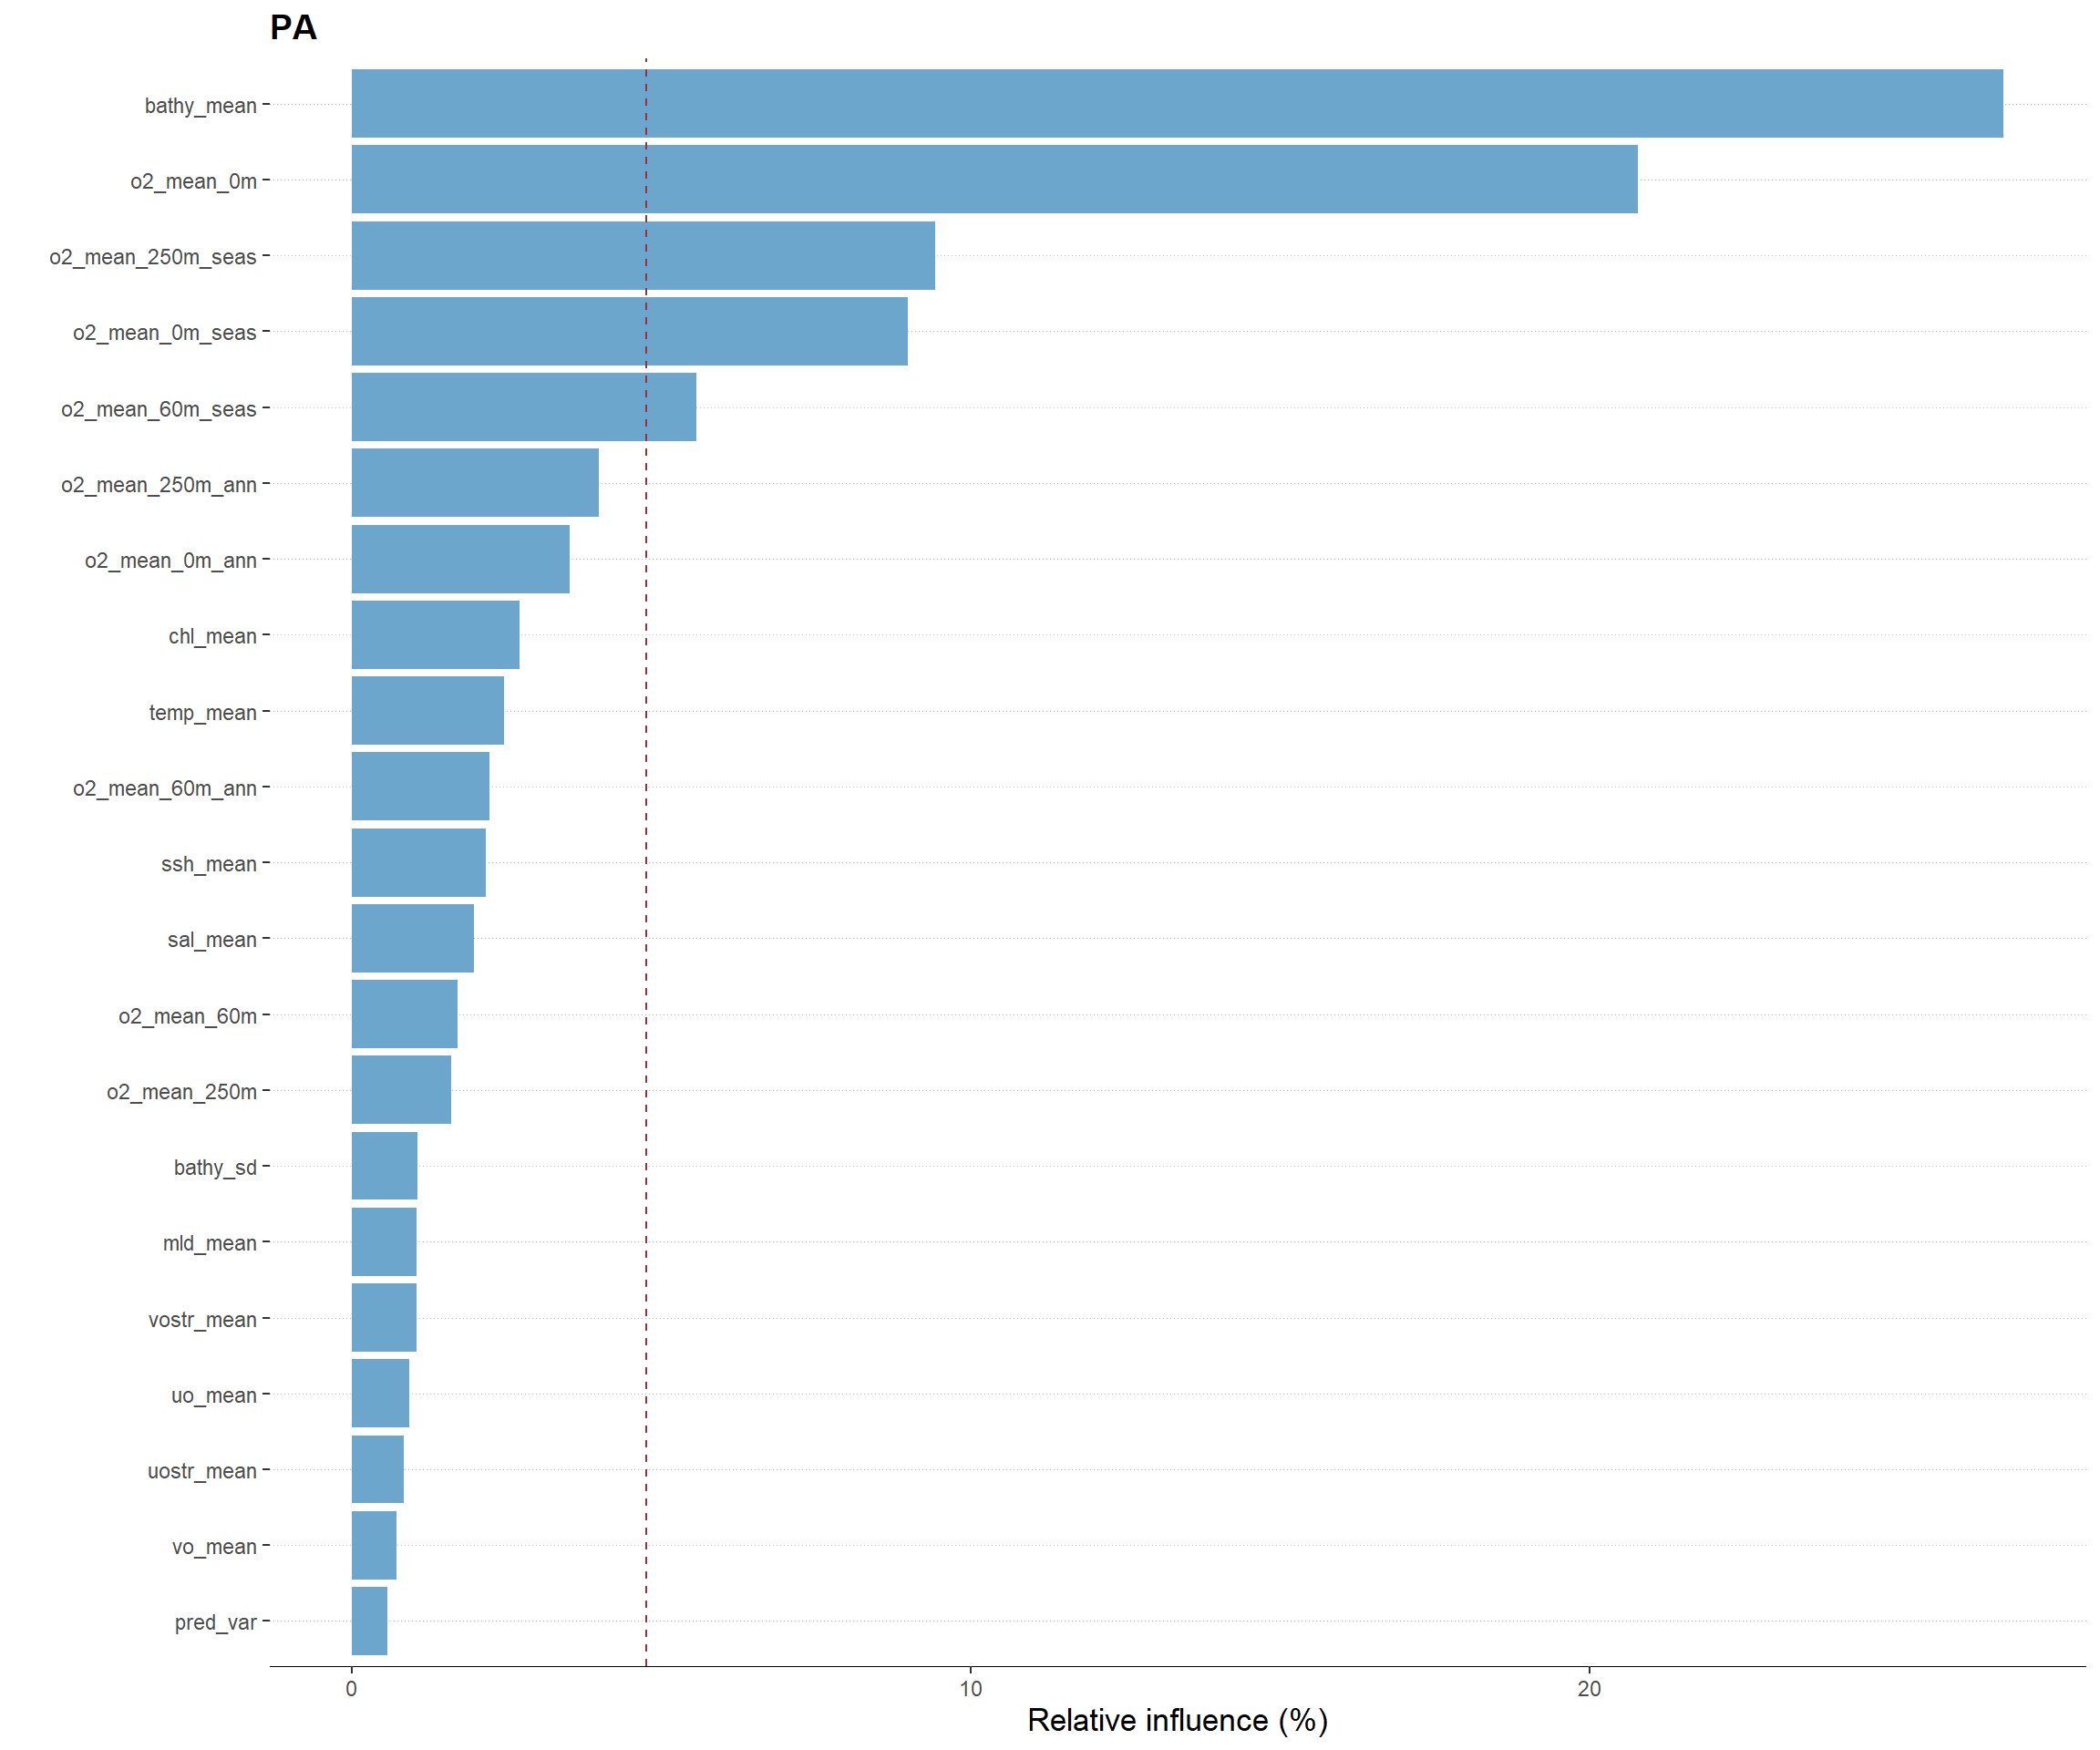 PA
bathy_mean
o2_mean_0m
o2_mean_250m_seas
o2_mean_0m_seas
o2_mean_60m_seas
o2_mean_250m_ann
o2_mean_0m_ann
chl_mean
temp_mean
o2_mean_60m_ann
ssh_mean
sal_mean
o2_mean_60m
o2_mean_250m
bathy_sd
mld_mean
vostr_mean
uo_mean
uostr_mean
vo_mean
pred_var
0 10 20
Relative influence (%)